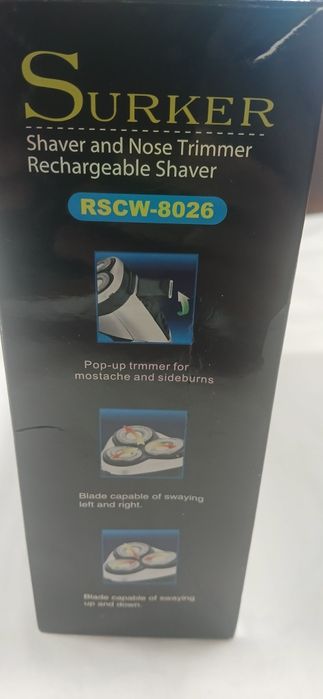 SURKER
Shaver and Nose Trimmer
Rechargeable Shaver
RSCW-8026
Pop-up trmmer for
mostache and sideburns
Blade capable of swaying
left and right.
Blade capable of swaying
up and down.